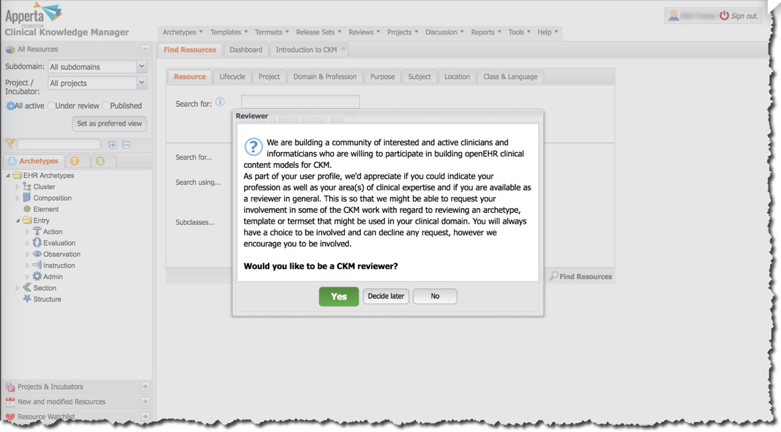 Apperta
FOUNDATION
Clinical Knowledge Manager
Sign out
Archetypes Templates Termsets Release Sets Reviews Projects Discussion Reports Tools Help
All Resources
Find Resources Dashboard Introduction to CKM
Subdomain: All subdomains
Project / Incubator: All projects
All active Under review Published
Set as preferred view
Archetypes T S
EHR Archetypes
Cluster
Composition
Element
Entry
Action
Evaluation
Observation
Instruction
Admin
Section
Structure
Projects & Incubators
New and modified Resources
Resource Watchlist
Resource Lifecycle Project Domain & Profession Purpose Subject Location Class & Language
Search for:
Search for...
Search using...
Subclasses...
Find Resources
Reviewer
We are building a community of interested and active clinicians and
informaticians who are willing to participate in building openEHR clinical
content models for CKM.
As part of your user profile, we'd appreciate if you could indicate your
profession as well as your area(s) of clinical expertise and if you are available as
a reviewer in general. This is so that we might be able to request your
involvement in some of the CKM work with regard to reviewing an archetype,
template or termset that might be used in your clinical domain. You will always
have a choice to be involved and can decline any request, however we
encourage you to be involved.
Would you like to be a CKM reviewer?
Yes Decide later No